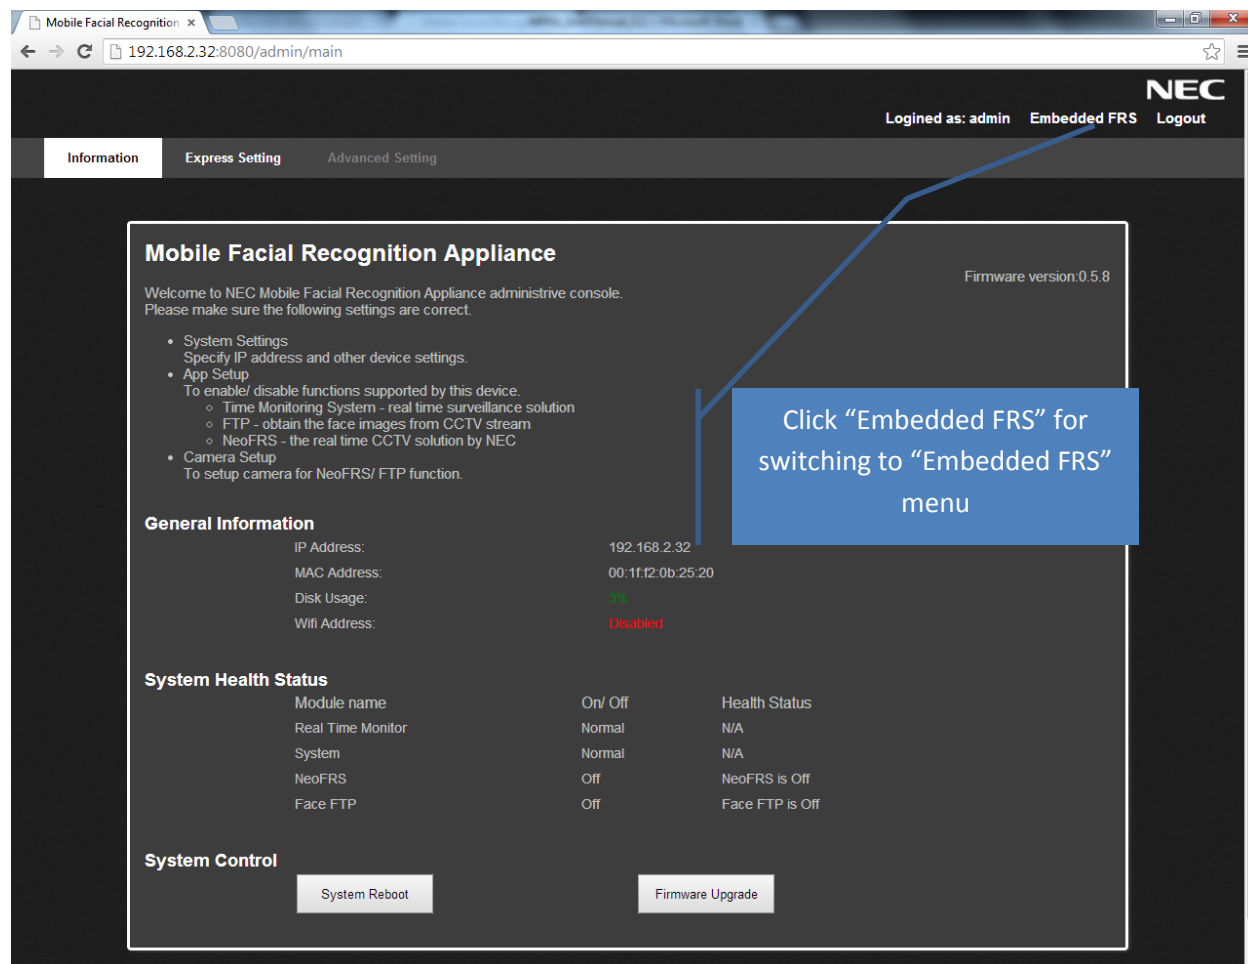 Mobile Facial Recognition
192.168.2.32:8080/admin/main
NEC
Logined as: admin Embedded FRS Logout
Information Express Setting Advanced Setting
Mobile Facial Recognition Appliance
Firmware version:0.5.8
Welcome to NEC Mobile Facial Recognition Appliance administrive console.
Please make sure the following settings are correct.
• System Settings
Specify IP address and other device settings.
• App Setup
To enable/ disable functions supported by this device.
○ Time Monitoring System - real time surveillance solution
○ FTP - obtain the face images from CCTV stream
○ NeoFRS - the real time CCTV solution by NEC
• Camera Setup
To setup camera for NeoFRS/ FTP function.
Click “Embedded FRS” for
switching to “Embedded FRS”
menu
General Information
IP Address: 192.168.2.32
MAC Address: 00:1f:f2:0b:25:20
Disk Usage: 3%
Wifi Address: Disabled
System Health Status
Module name On/ Off Health Status
Real Time Monitor Normal N/A
System Normal N/A
NeoFRS Off NeoFRS is Off
Face FTP Off Face FTP is Off
System Control
System Reboot Firmware Upgrade